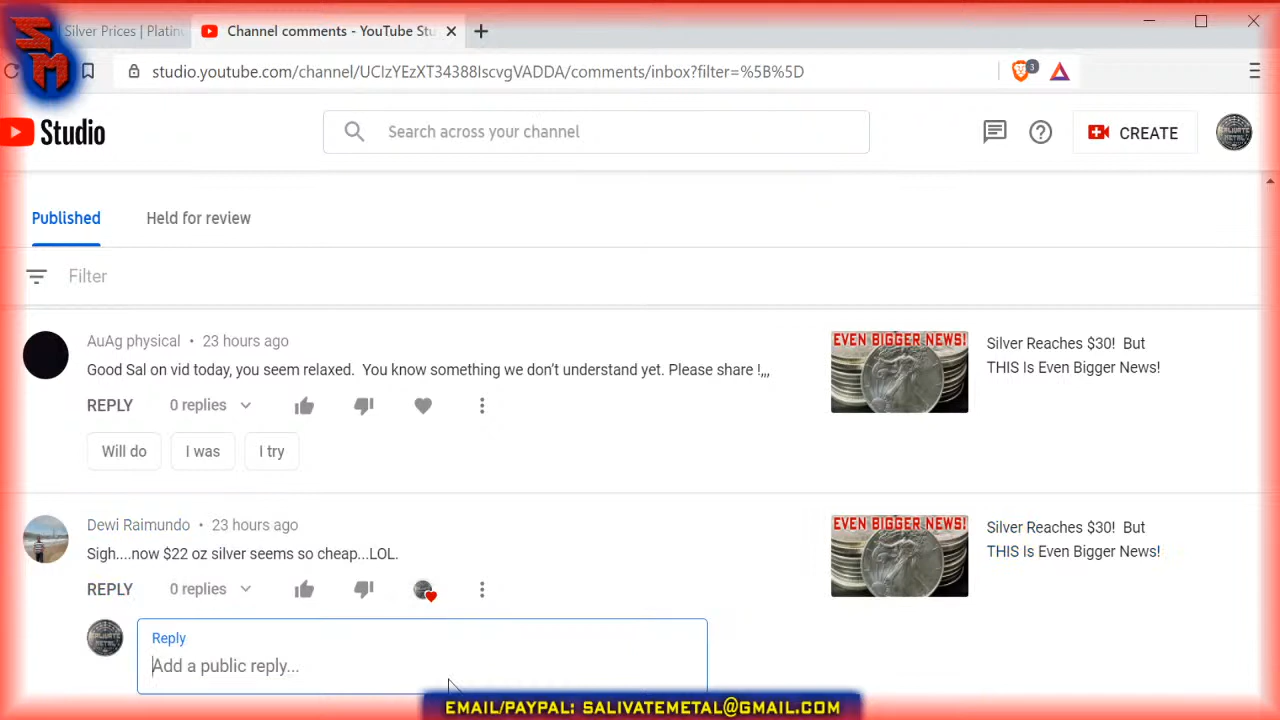 SM
Silver Prices | Platin
Channel comments - YouTube Stu
studio.youtube.com/channel/UCIzYEzXT34388IscvgVADDA/comments/inbox?filter=%5B%5D
3
Studio
Search across your channel
CREATE
Published
Held for review
Filter
AuAg physical • 23 hours ago
Good Sal on vid today, you seem relaxed. You know something we don't understand yet. Please share !,,,
REPLY 0 replies
Will do
I was
I try
EVEN BIGGER NEWS!
Silver Reaches $30! But
THIS Is Even Bigger News!
Dewi Raimundo • 23 hours ago
Sigh....now $22 oz silver seems so cheap...LOL.
REPLY 0 replies
EVEN BIGGER NEWS!
Silver Reaches $30! But
THIS Is Even Bigger News!
Reply
Add a public reply...
EMAIL/PAYPAL: SALIVATEMETAL@GMAIL.COM